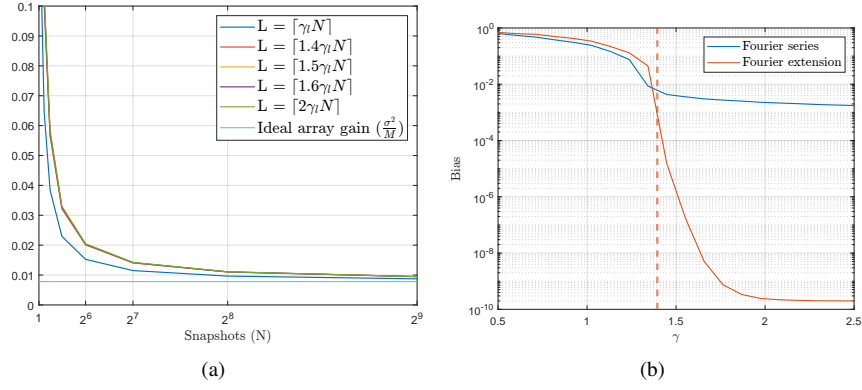 0.1
0.09
0.08
0.07
0.06
0.05
0.04
0.03
0.02
0.01
0
1 2^6 2^7 2^8 2^9
Snapshots (N)
L = ⌈γ_l N⌉
L = ⌈1.4γ_l N⌉
L = ⌈1.5γ_l N⌉
L = ⌈1.6γ_l N⌉
L = ⌈2γ_l N⌉
Ideal array gain (σ^2/M)
(a)
10^0
10^-2
10^-4
10^-6
10^-8
10^-10
Bias
0.5 1 1.5 2 2.5
γ
Fourier series
Fourier extension
(b)